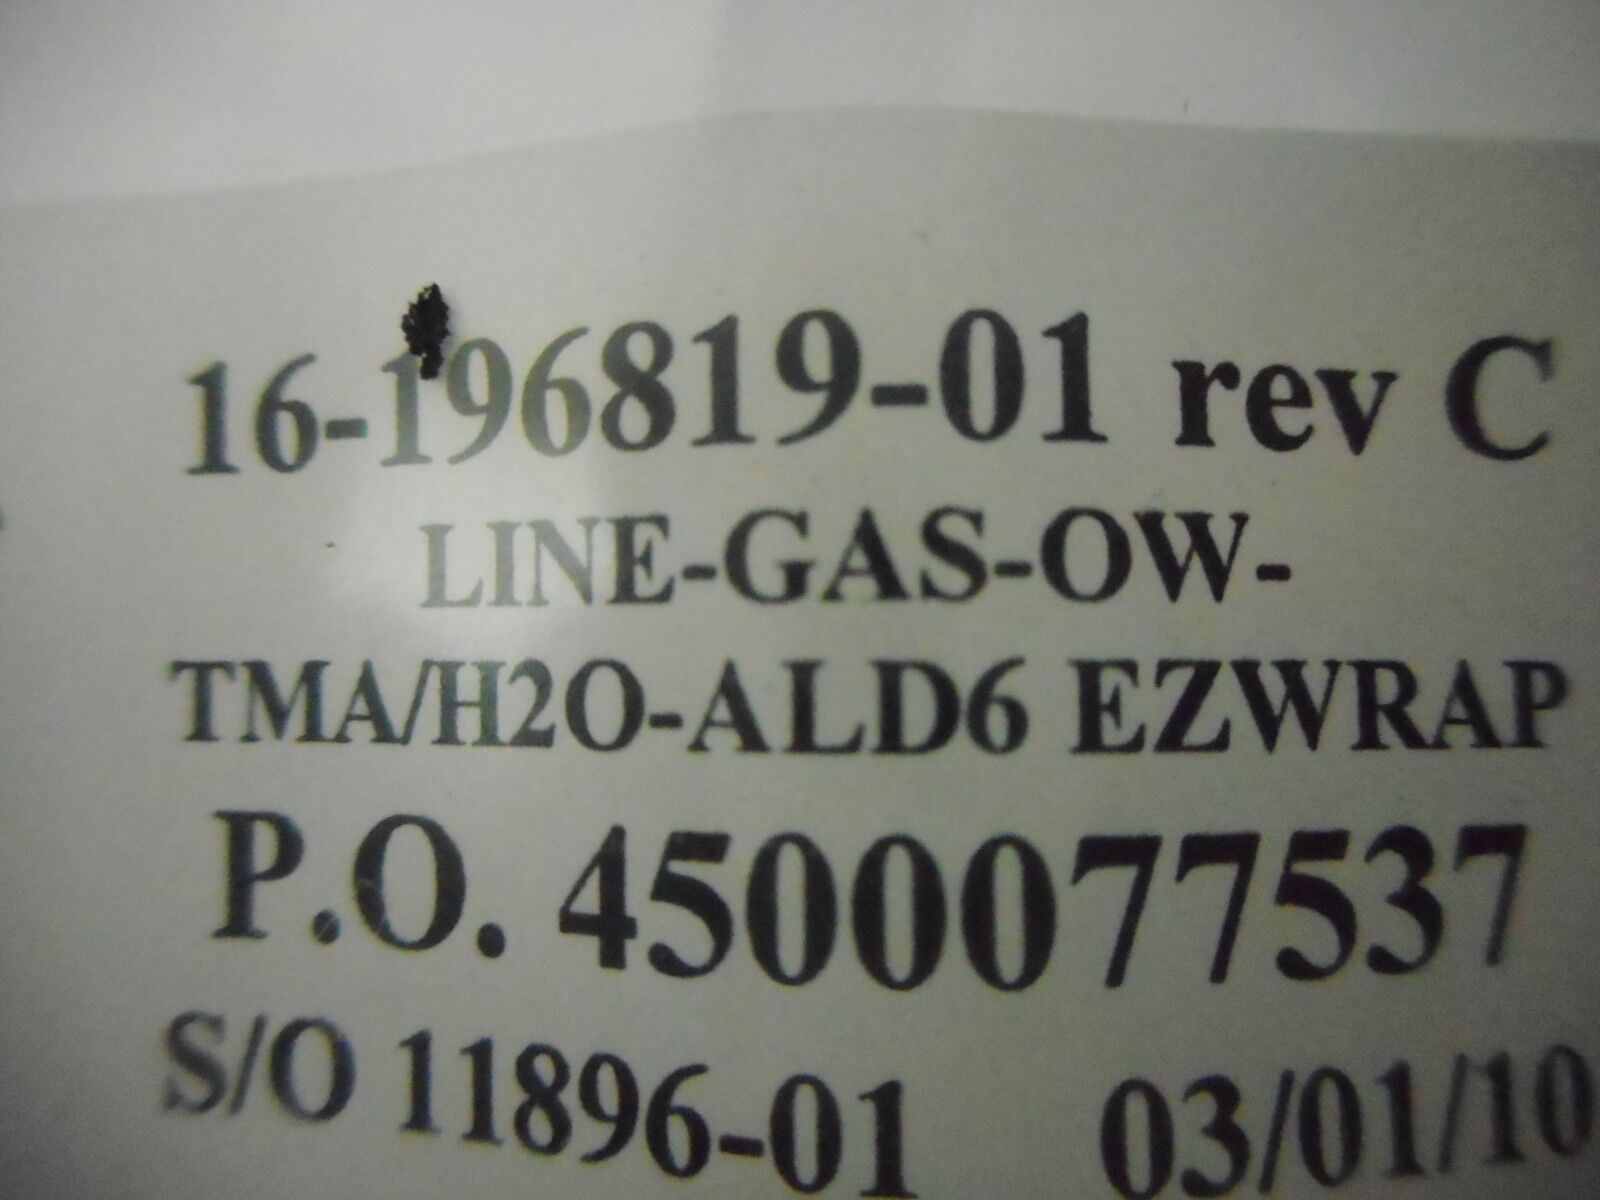 16-196819-01 rev C
LINE-GAS-OW-
TMA/H2O-ALD6 EZWRAP
P.O. 4500077537
S/O 11896-01 03/01/10